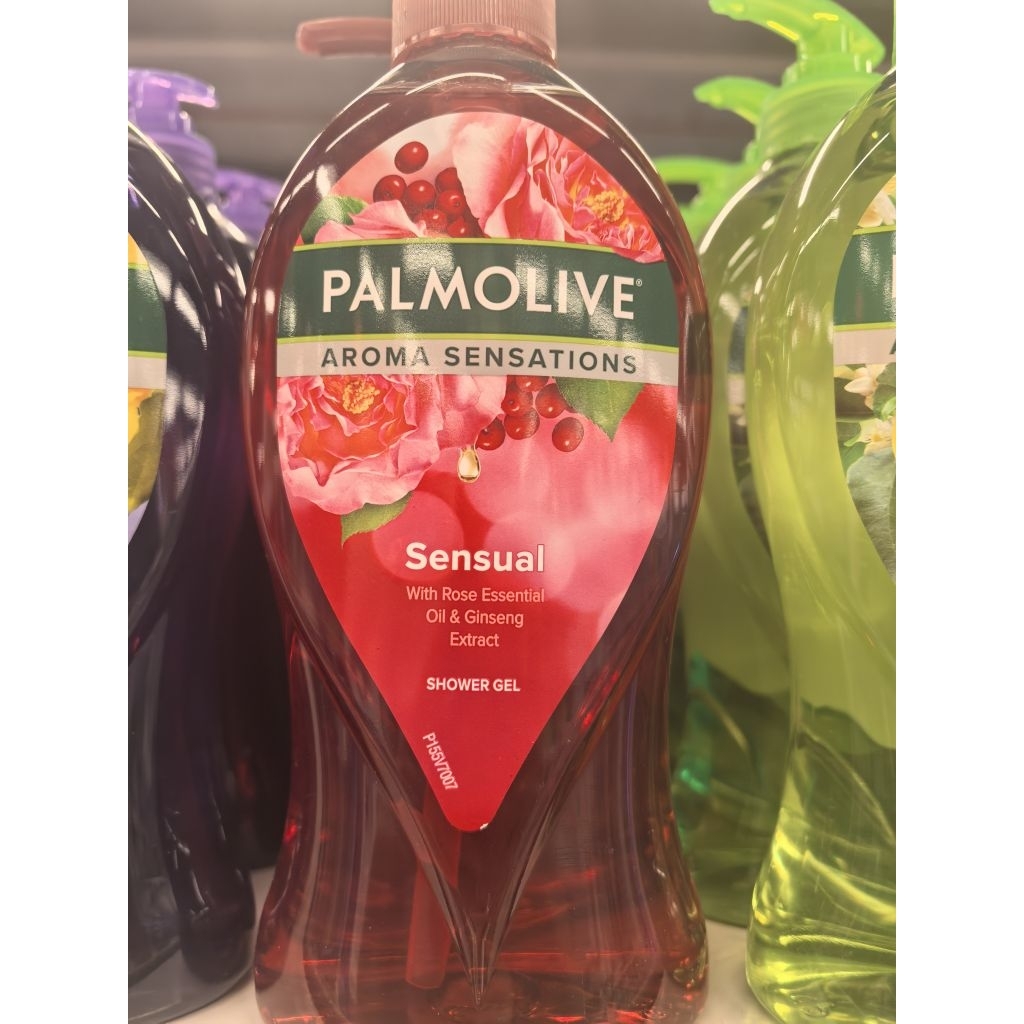 PALMOLIVE®
AROMA SENSATIONS
Sensual
With Rose Essential
Oil & Ginseng
Extract
SHOWER GEL
P155V7007